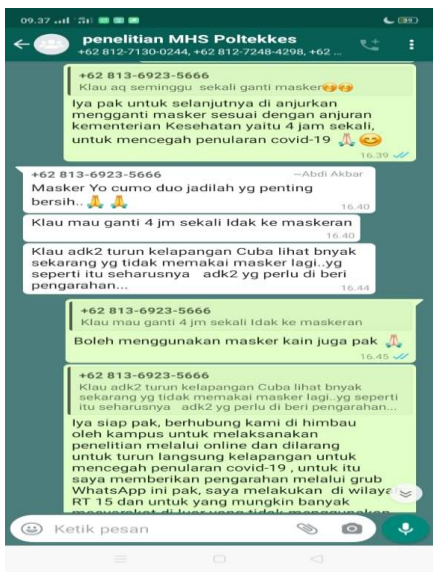 09.37
penelitian MHS Poltekkes
+62 812-7130-0244, +62 812-7248-4298, +62 ...
+62 813-6923-5666
Klau aq seminggu sekali ganti masker
Iya pak untuk selanjutnya di anjurkan
mengganti masker sesuai dengan anjuran
kementerian Kesehatan yaitu 4 jam sekali,
untuk mencegah penularan covid-19
16.39
+62 813-6923-5666 ~Abdi Akbar
Masker Yo cumo duo jadilah yg penting
bersih..
16.40
Klau mau ganti 4 jm sekali Idak ke maskeran
16.40
Klau adk2 turun kelapangan Cuba lihat bnyak
sekarang yg tidak memakai masker lagi..yg
seperti itu seharusnya adk2 yg perlu di beri
pengarahan...
16.44
+62 813-6923-5666
Klau mau ganti 4 jm sekali Idak ke maskeran
Boleh menggunakan masker kain juga pak
16.45
+62 813-6923-5666
Klau adk2 turun kelapangan Cuba lihat bnyak
sekarang yg tidak memakai masker lagi..yg seperti
itu seharusnya adk2 yg perlu di beri pengarahan...
Iya siap pak, berhubung kami di himbau
oleh kampus untuk melaksanakan
penelitian melalui online dan dilarang
untuk turun langsung kelapangan untuk
mencegah penularan covid-19 , untuk itu
saya memberikan pengarahan melalui grub
WhatsApp ini pak, saya melakukan di wilaya
RT 15 dan untuk yang mungkin banyak
Ketik pesan